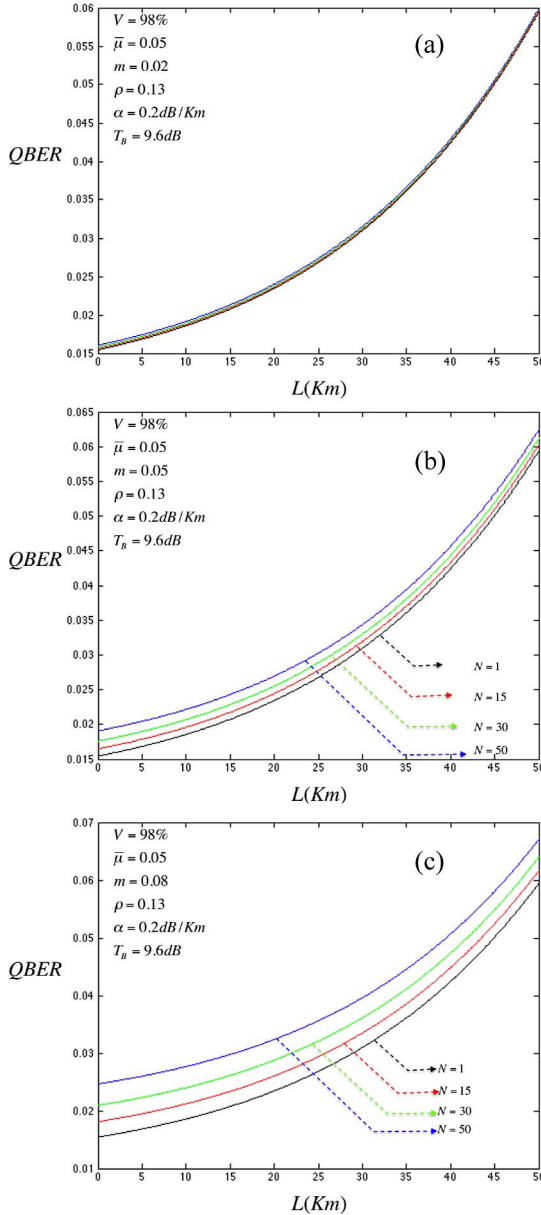 0.06
V = 98%
(a)
μ̄ = 0.05
0.055
m = 0.02
0.05
ρ = 0.13
α = 0.2dB/Km
0.045
T_B = 9.6dB
QBER
0.04
0.035
0.03
0.025
0.02
0.015
0 5 10 15 20 25 30 35 40 45 50
L(Km)
0.065
V = 98%
0.06
μ̄ = 0.05
(b)
0.055
m = 0.05
ρ = 0.13
0.05
α = 0.2dB/Km
0.045
T_B = 9.6dB
QBER
0.04
0.035
0.03
N = 1
0.025
N = 15
0.02
N = 30
N = 50
0.015
0 5 10 15 20 25 30 35 40 45 50
L(Km)
0.07
V = 98%
μ̄ = 0.05
(c)
0.06
m = 0.08
ρ = 0.13
α = 0.2dB/Km
0.05
T_B = 9.6dB
QBER
0.04
0.03
N = 1
N = 15
0.02
N = 30
N = 50
0.01
0 5 10 15 20 25 30 35 40 45 50
L(Km)